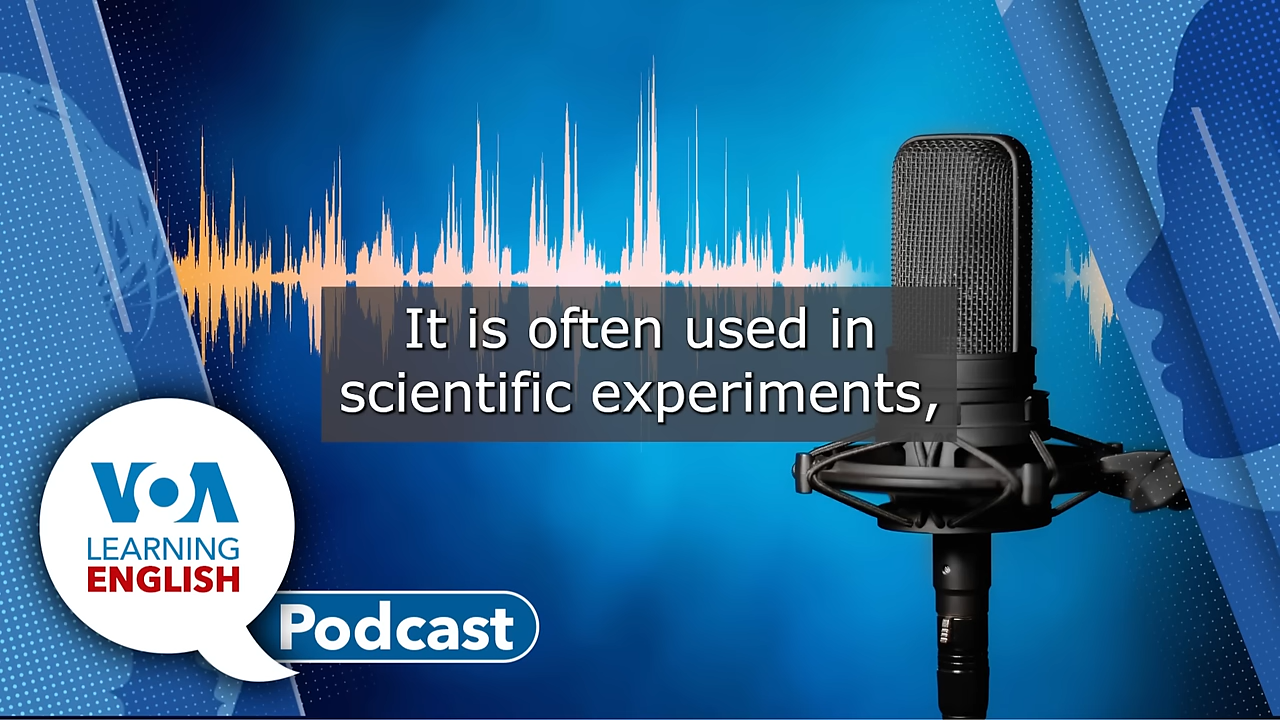 It is often used in
scientific experiments,
VOA
LEARNING
ENGLISH
Podcast